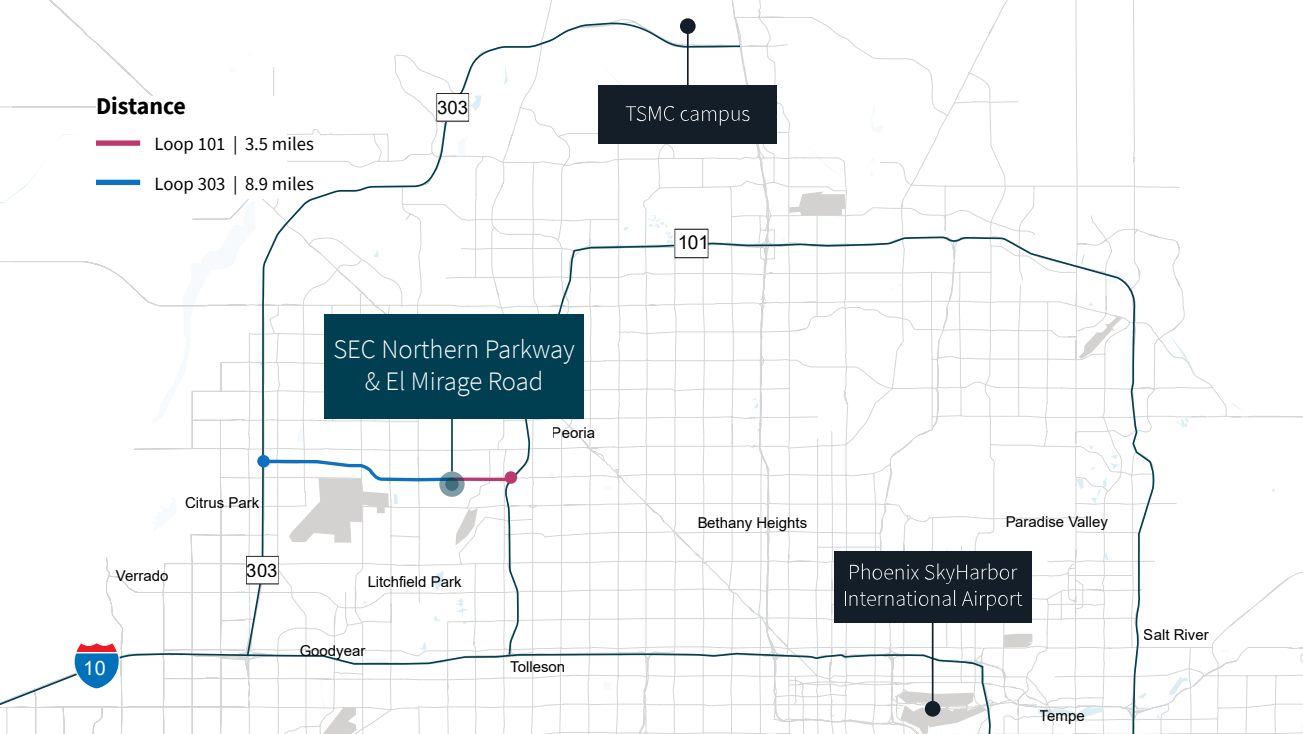 303
TSMC campus
Distance
Loop 101 | 3.5 miles
Loop 303 | 8.9 miles
101
SEC Northern Parkway
& El Mirage Road
Peoria
Citrus Park
Bethany Heights
Paradise Valley
303
Verrado
Litchfield Park
Phoenix SkyHarbor
International Airport
Salt River
Goodyear
10
Tolleson
Tempe